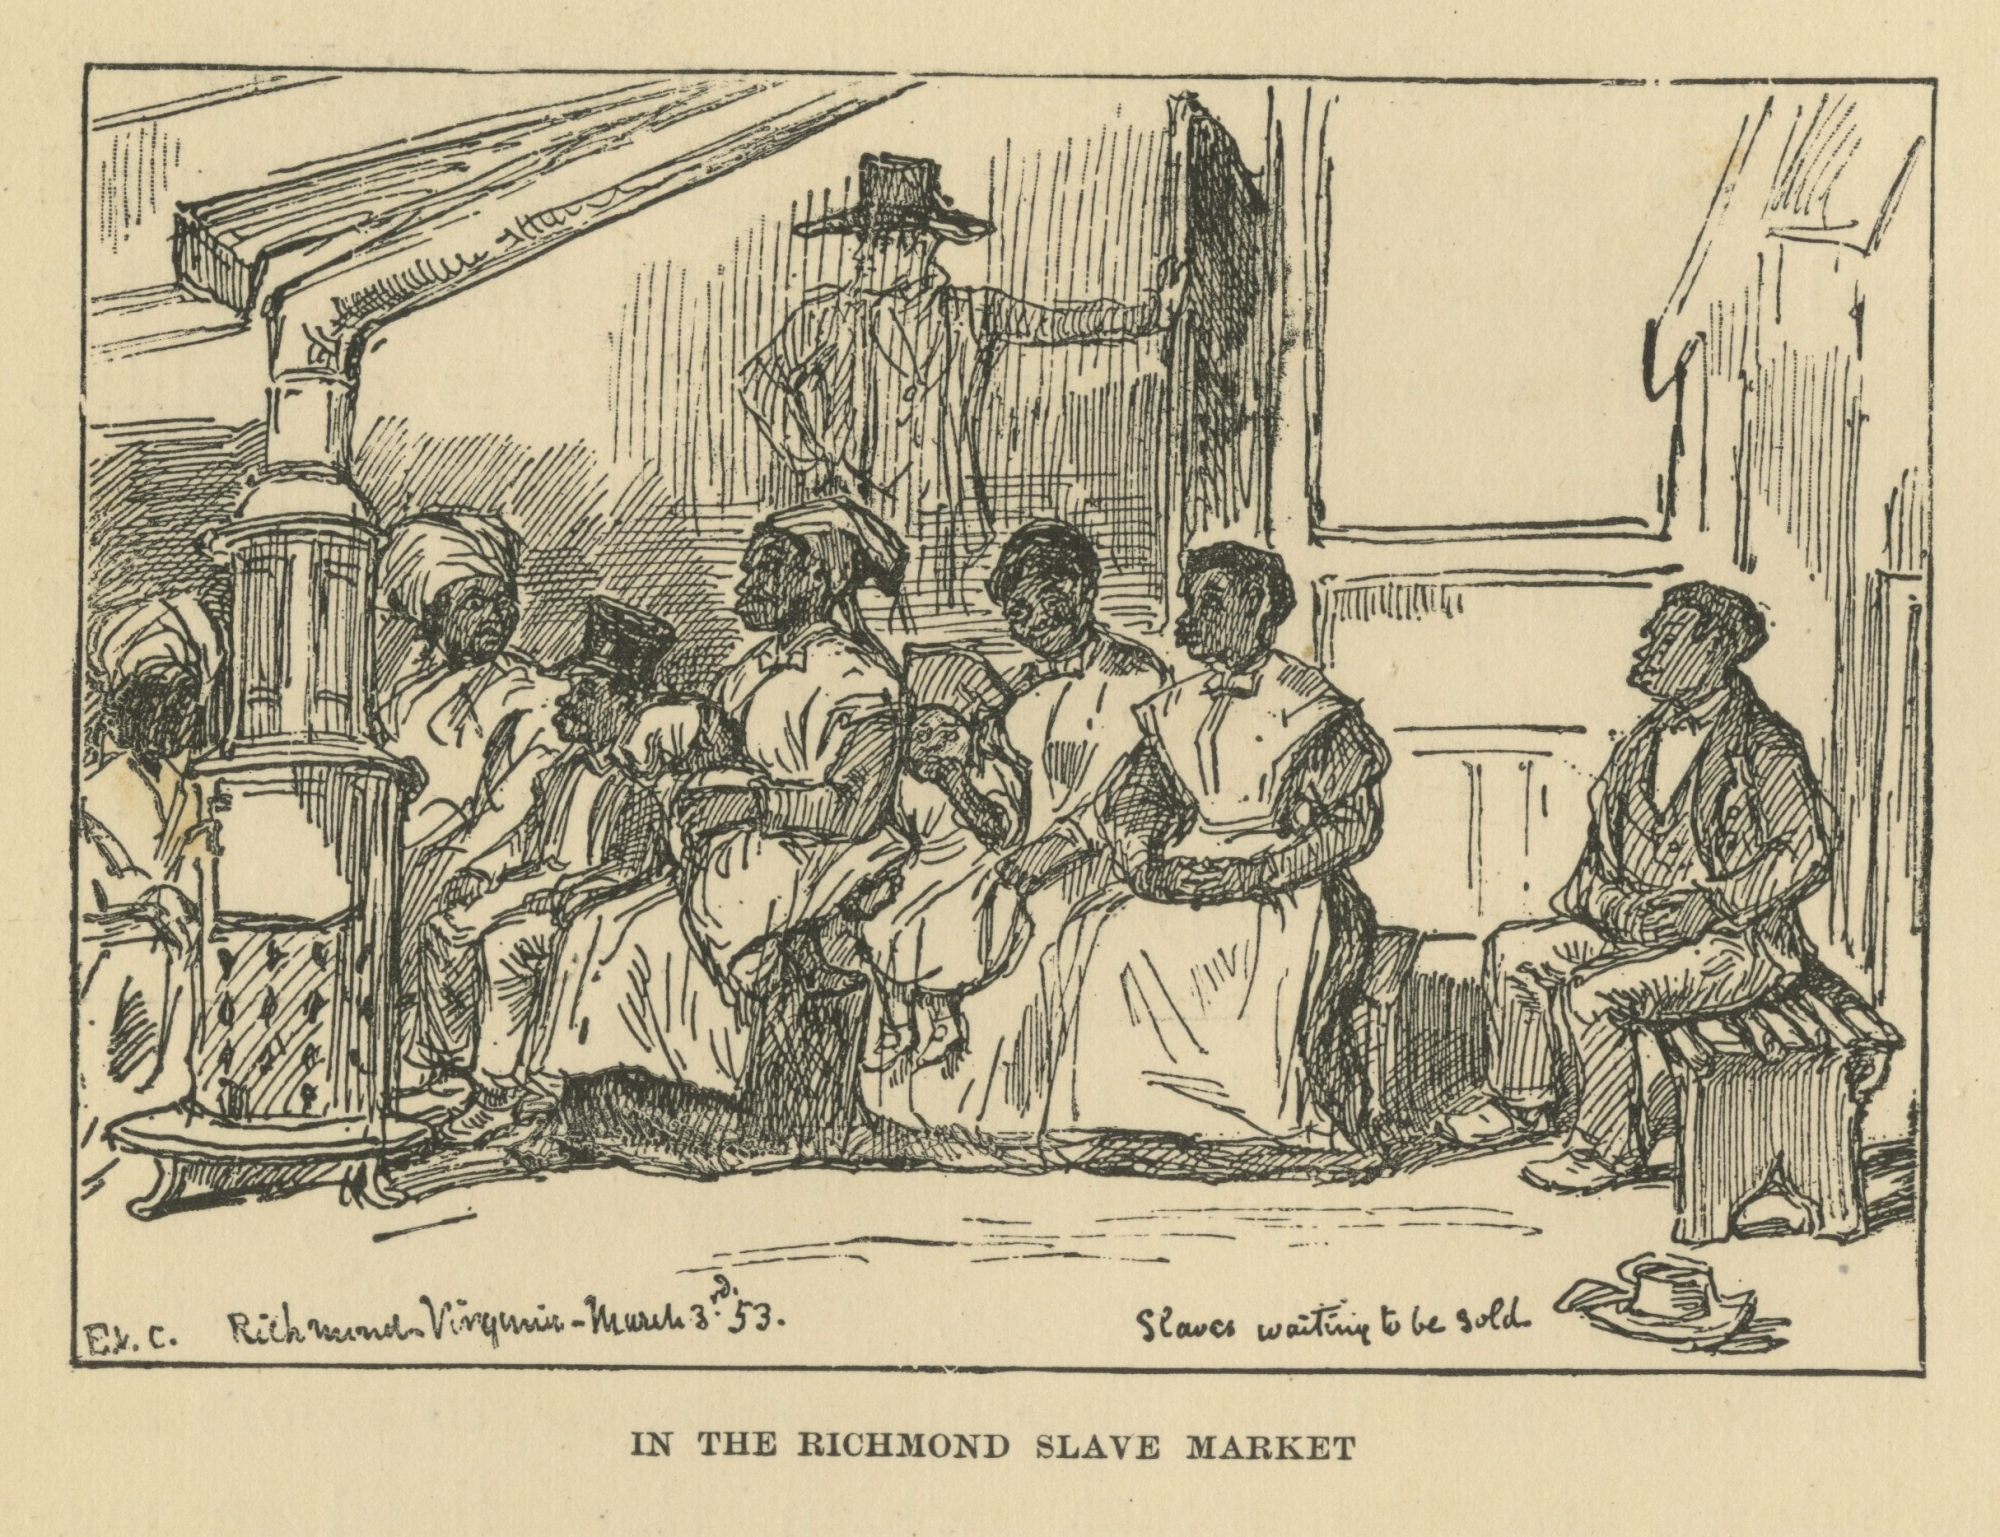 E. C. Richmond - Virginia - March 3rd. 53. Slaves waiting to be sold
IN THE RICHMOND SLAVE MARKET